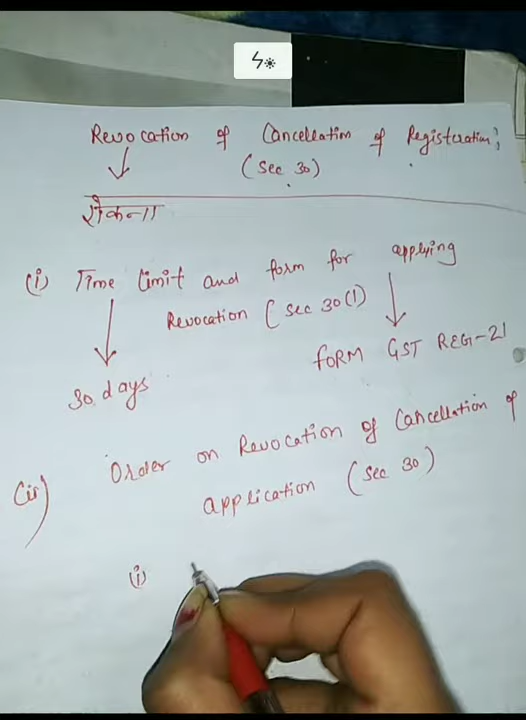 Revocation of Cancellation of Registration;
(Sec 30)
रोकना
(i) Time limit and form for applying
Revocation (Sec 30(1)
30 days
FORM GST REG-21
(ii) Order on Revocation of Cancellation of
application (Sec 30)
(i)